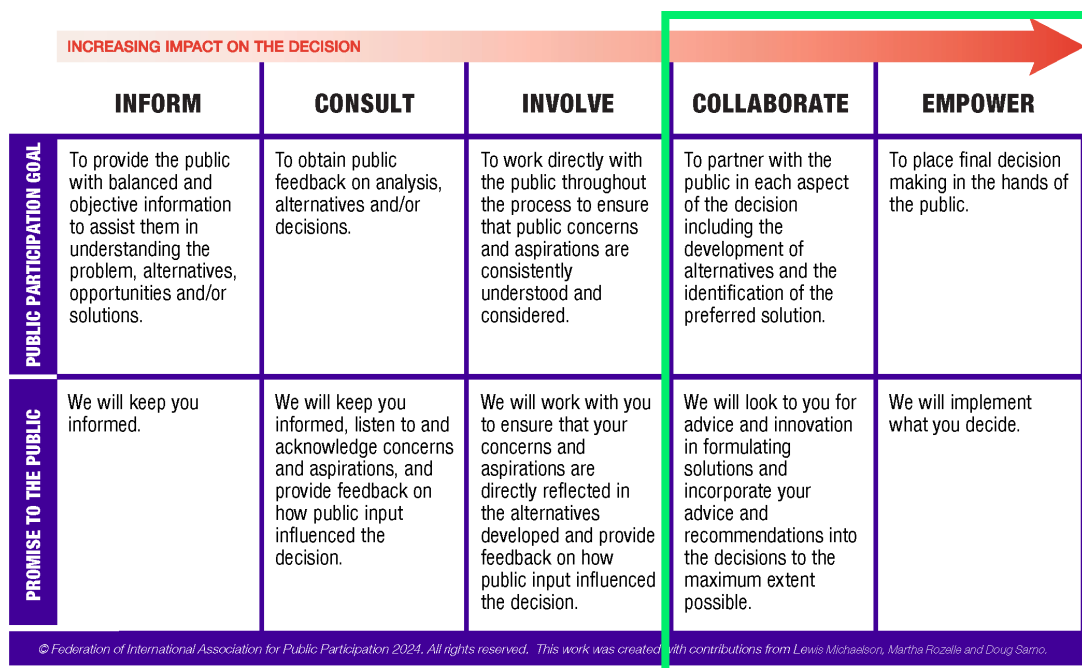 INCREASING IMPACT ON THE DECISION
INFORM
CONSULT
INVOLVE
COLLABORATE
EMPOWER
PUBLIC PARTICIPATION GOAL
To provide the public
with balanced and
objective information
to assist them in
understanding the
problem, alternatives,
opportunities and/or
solutions.
To obtain public
feedback on analysis,
alternatives and/or
decisions.
To work directly with
the public throughout
the process to ensure
that public concerns
and aspirations are
consistently
understood and
considered.
To partner with the
public in each aspect
of the decision
including the
development of
alternatives and the
identification of the
preferred solution.
To place final decision
making in the hands of
the public.
PROMISE TO THE PUBLIC
We will keep you
informed.
We will keep you
informed, listen to and
acknowledge concerns
and aspirations, and
provide feedback on
how public input
influenced the
decision.
We will work with you
to ensure that your
concerns and
aspirations are
directly reflected in
the alternatives
developed and provide
feedback on how
public input influenced
the decision.
We will look to you for
advice and innovation
in formulating
solutions and
incorporate your
advice and
recommendations into
the decisions to the
maximum extent
possible.
We will implement
what you decide.
© Federation of International Association for Public Participation 2024. All rights reserved. This work was created with contributions from Lewis Michaelson, Martha Rozelle and Doug Sarno.